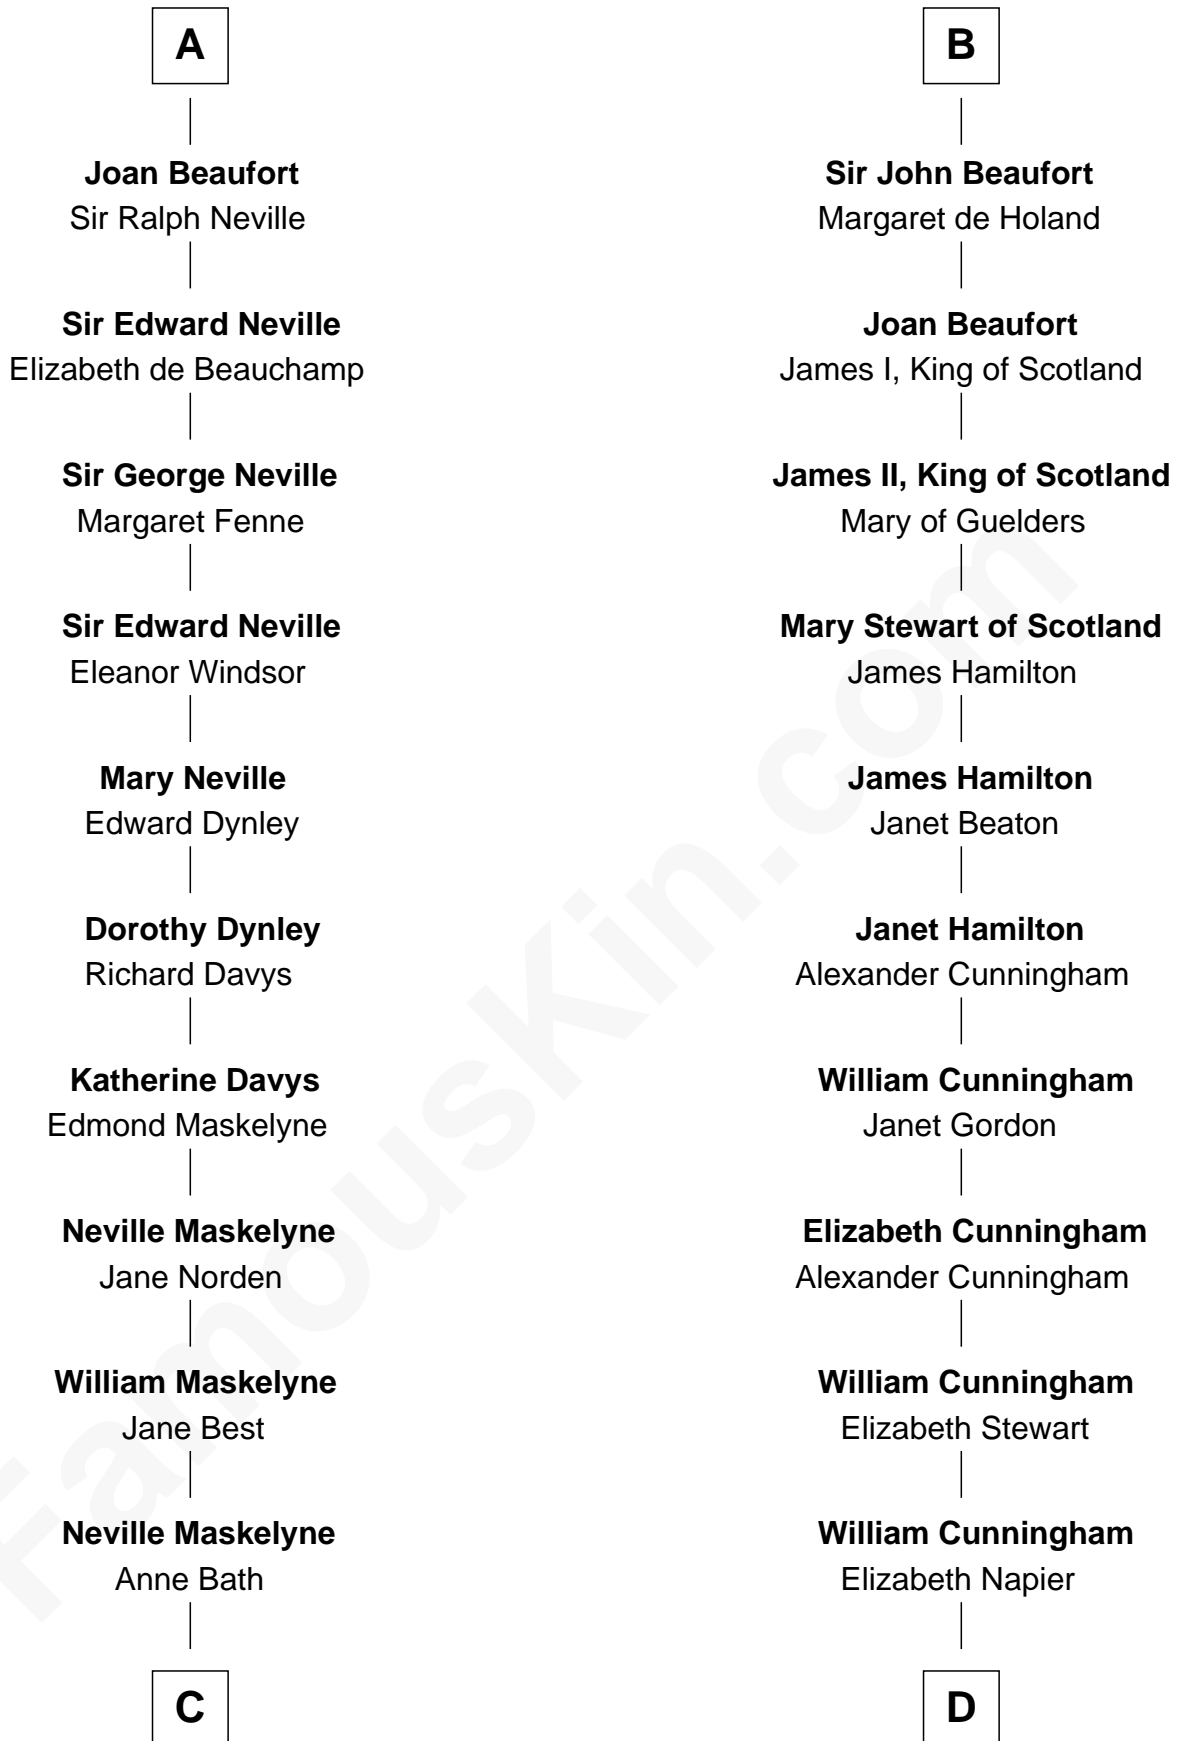 A
Joan Beaufort
Sir Ralph Neville
Sir Edward Neville
Elizabeth de Beauchamp
Sir George Neville
Margaret Fenne
Sir Edward Neville
Eleanor Windsor
Mary Neville
Edward Dynley
Dorothy Dynley
Richard Davys
Katherine Davys
Edmond Maskelyne
Neville Maskelyne
Jane Norden
William Maskelyne
Jane Best
Neville Maskelyne
Anne Bath
C
B
Sir John Beaufort
Margaret de Holand
Joan Beaufort
James I, King of Scotland
James II, King of Scotland
Mary of Guelders
Mary Stewart of Scotland
James Hamilton
James Hamilton
Janet Beaton
Janet Hamilton
Alexander Cunningham
William Cunningham
Janet Gordon
Elizabeth Cunningham
Alexander Cunningham
William Cunningham
Elizabeth Stewart
William Cunningham
Elizabeth Napier
D
FamousKin.com